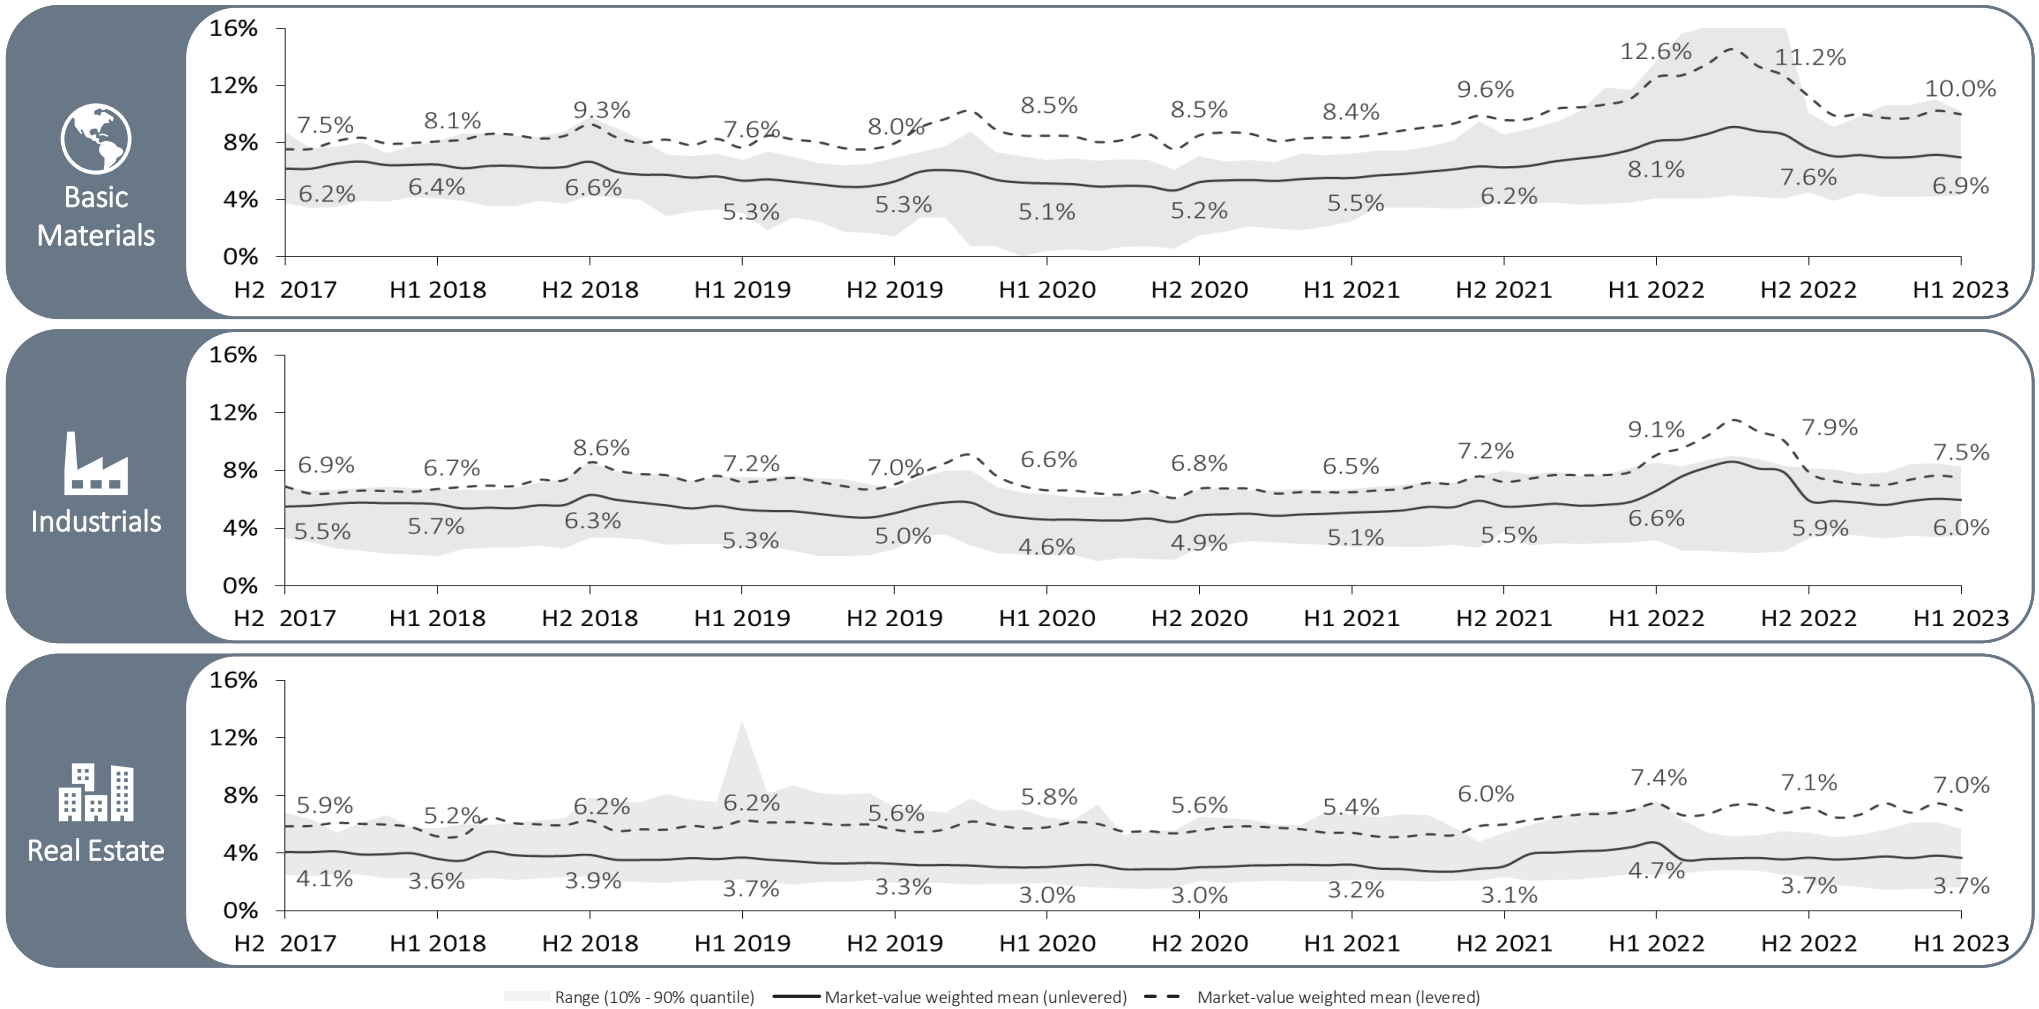 16%
12%
8%
4%
0%
7.5% 8.1% 9.3% 7.6% 8.0% 8.5% 8.5% 8.4% 9.6% 12.6% 11.2% 10.0%
6.2% 6.4% 6.6% 5.3% 5.3% 5.1% 5.2% 5.5% 6.2% 8.1% 7.6% 6.9%
H2 2017 H1 2018 H2 2018 H1 2019 H2 2019 H1 2020 H2 2020 H1 2021 H2 2021 H1 2022 H2 2022 H1 2023
Basic
Materials
16%
12%
8%
4%
0%
6.9% 6.7% 8.6% 7.2% 7.0% 6.6% 6.8% 6.5% 7.2% 9.1% 7.9% 7.5%
5.5% 5.7% 6.3% 5.3% 5.0% 4.6% 4.9% 5.1% 5.5% 6.6% 5.9% 6.0%
H2 2017 H1 2018 H2 2018 H1 2019 H2 2019 H1 2020 H2 2020 H1 2021 H2 2021 H1 2022 H2 2022 H1 2023
Industrials
16%
12%
8%
4%
0%
5.9% 5.2% 6.2% 6.2% 5.6% 5.8% 5.6% 5.4% 6.0% 7.4% 7.1% 7.0%
4.1% 3.6% 3.9% 3.7% 3.3% 3.0% 3.0% 3.2% 3.1% 4.7% 3.7% 3.7%
H2 2017 H1 2018 H2 2018 H1 2019 H2 2019 H1 2020 H2 2020 H1 2021 H2 2021 H1 2022 H2 2022 H1 2023
Real Estate
Range (10% - 90% quantile) Market-value weighted mean (unlevered) Market-value weighted mean (levered)